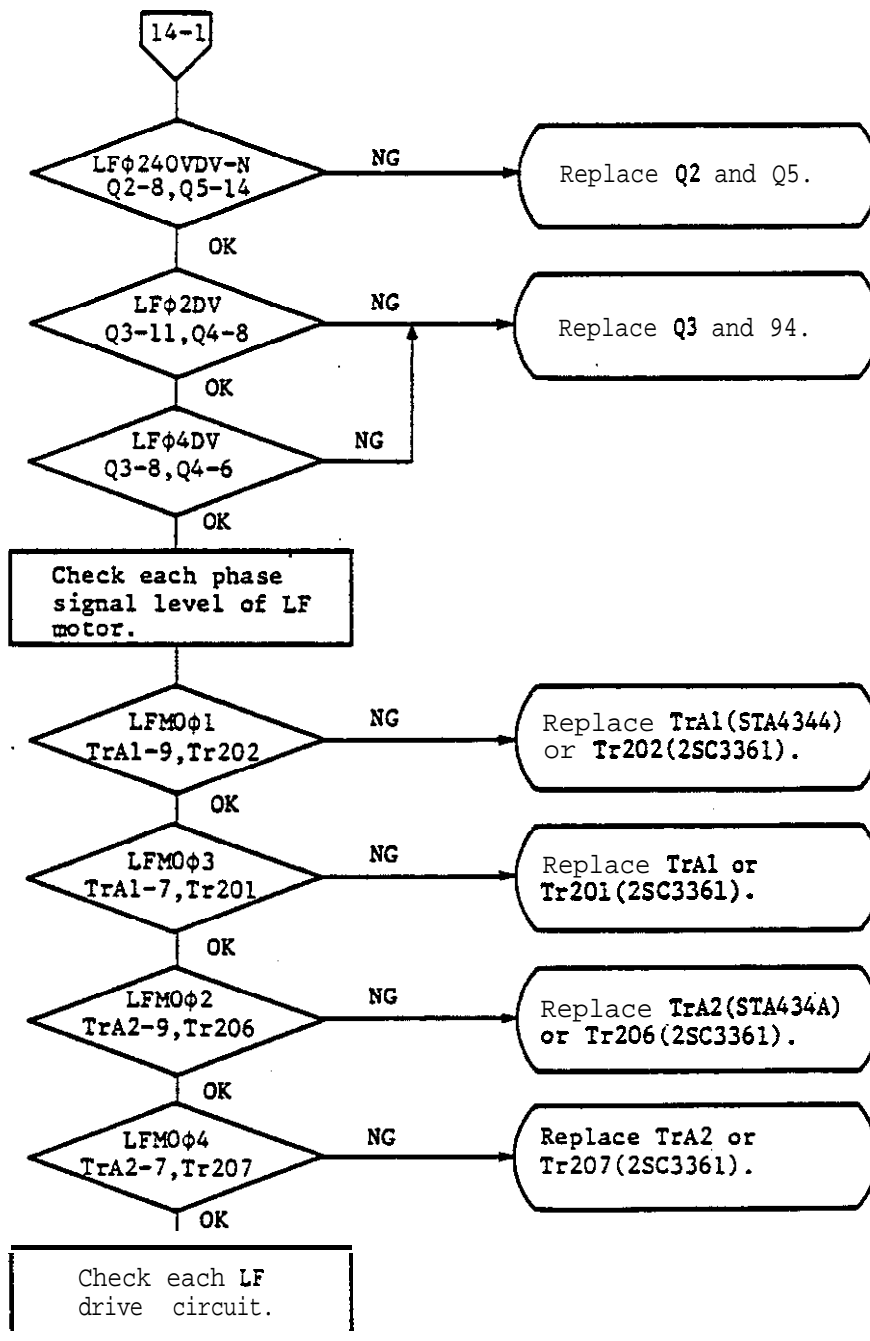 14-1
LFφ240VDV-N
Q2-8,Q5-14
NG
Replace Q2 and Q5.
OK
LFφ2DV
Q3-11,Q4-8
NG
Replace Q3 and 94.
OK
LFφ4DV
Q3-8,Q4-6
NG
OK
Check each phase
signal level of LF
motor.
LFMOφ1
TrA1-9,Tr202
NG
Replace TrA1(STA4344)
or Tr202(2SC3361).
OK
LFMOφ3
TrA1-7,Tr201
NG
Replace TrA1 or
Tr201(2SC3361).
OK
LFMOφ2
TrA2-9,Tr206
NG
Replace TrA2(STA434A)
or Tr206(2SC3361).
OK
LFMOφ4
TrA2-7,Tr207
NG
Replace TrA2 or
Tr207(2SC3361).
OK
Check each LF
drive circuit.